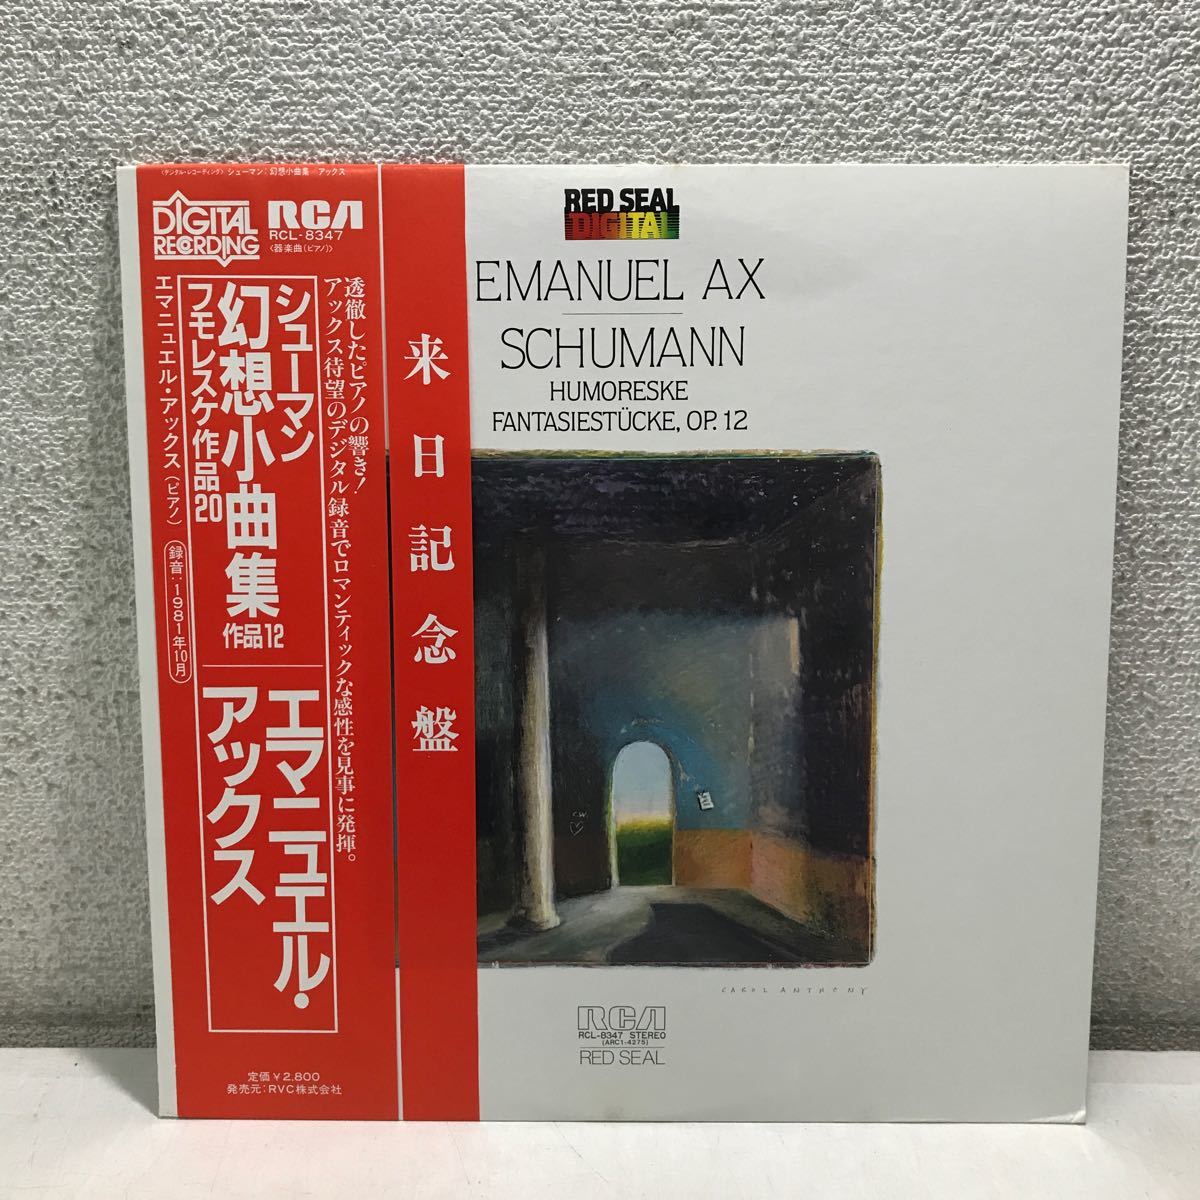 〈デジタル・レコーディング〉 シューマン：幻想小曲集 アックス
DIGITAL
RECORDING
RCA
RCL-8347
〈器楽曲(ピアノ)〉
透徹したピアノの響き！
アックス待望のデジタル録音でロマンティックな感性を見事に発揮。
シューマン
幻想小曲集 作品12
フモレスケ作品20
エマニュエル・
アックス
エマニュエル・アックス(ピアノ) 録音：1981年10月
定価￥2,800
発売元：RVC株式会社
来日記念盤
RED SEAL
DIGITAL
EMANUEL AX
SCHUMANN
HUMORESKE
FANTASIESTÜCKE, OP. 12
C.W.
CAROL ANTHONY
RCA
RCL-8347 STEREO
(ARC1-4275)
RED SEAL